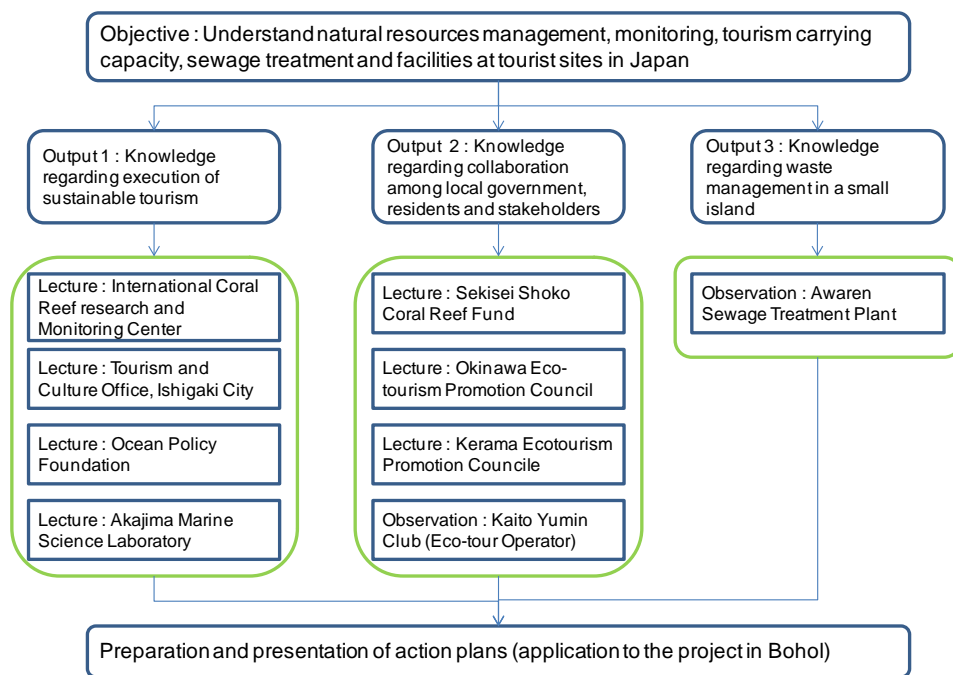 Objective : Understand natural resources management, monitoring, tourism carrying
capacity, sewage treatment and facilities at tourist sites in Japan
Output 1 : Knowledge
regarding execution of
sustainable tourism
Output 2 : Knowledge
regarding collaboration
among local government,
residents and stakeholders
Output 3 : Knowledge
regarding waste
management in a small
island
Lecture : International Coral
Reef research and
Monitoring Center
Lecture : Tourism and
Culture Office, Ishigaki City
Lecture : Ocean Policy
Foundation
Lecture : Akajima Marine
Science Laboratory
Lecture : Sekisei Shoko
Coral Reef Fund
Lecture : Okinawa Eco-
tourism Promotion Council
Lecture : Kerama Ecotourism
Promotion Councile
Observation : Kaito Yumin
Club (Eco-tour Operator)
Observation : Awaren
Sewage Treatment Plant
Preparation and presentation of action plans (application to the project in Bohol)